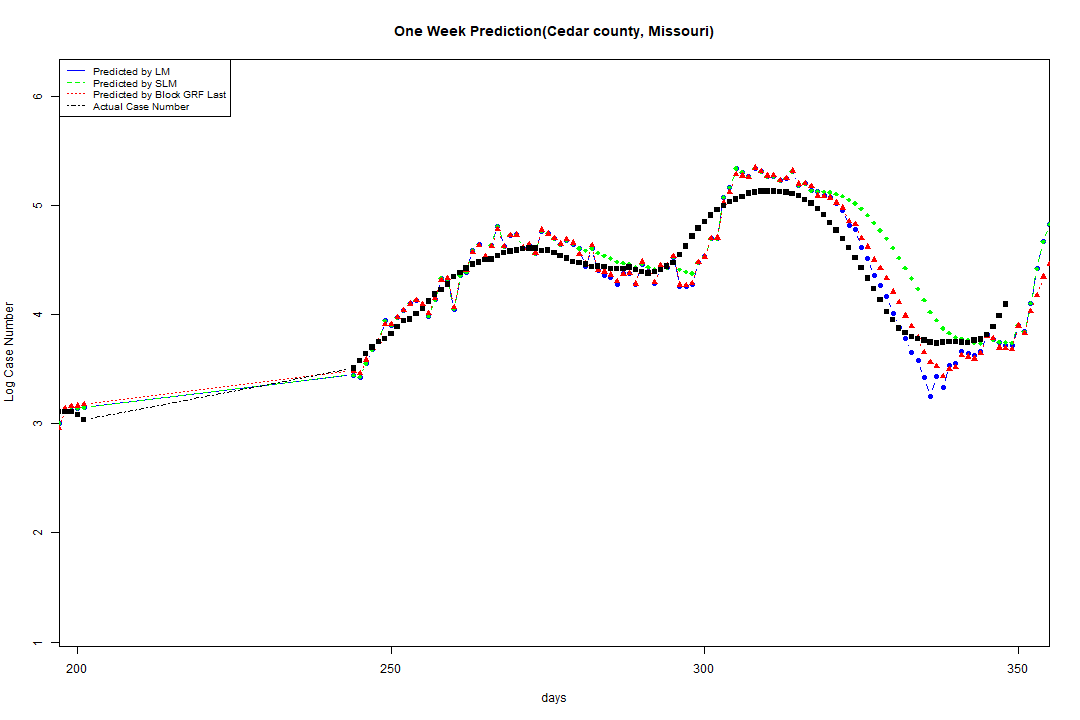 One Week Prediction(Cedar county, Missouri)
Predicted by LM
Predicted by SLM
Predicted by Block GRF Last
Actual Case Number
6
5
4
3
2
1
Log Case Number
200 250 300 350
days